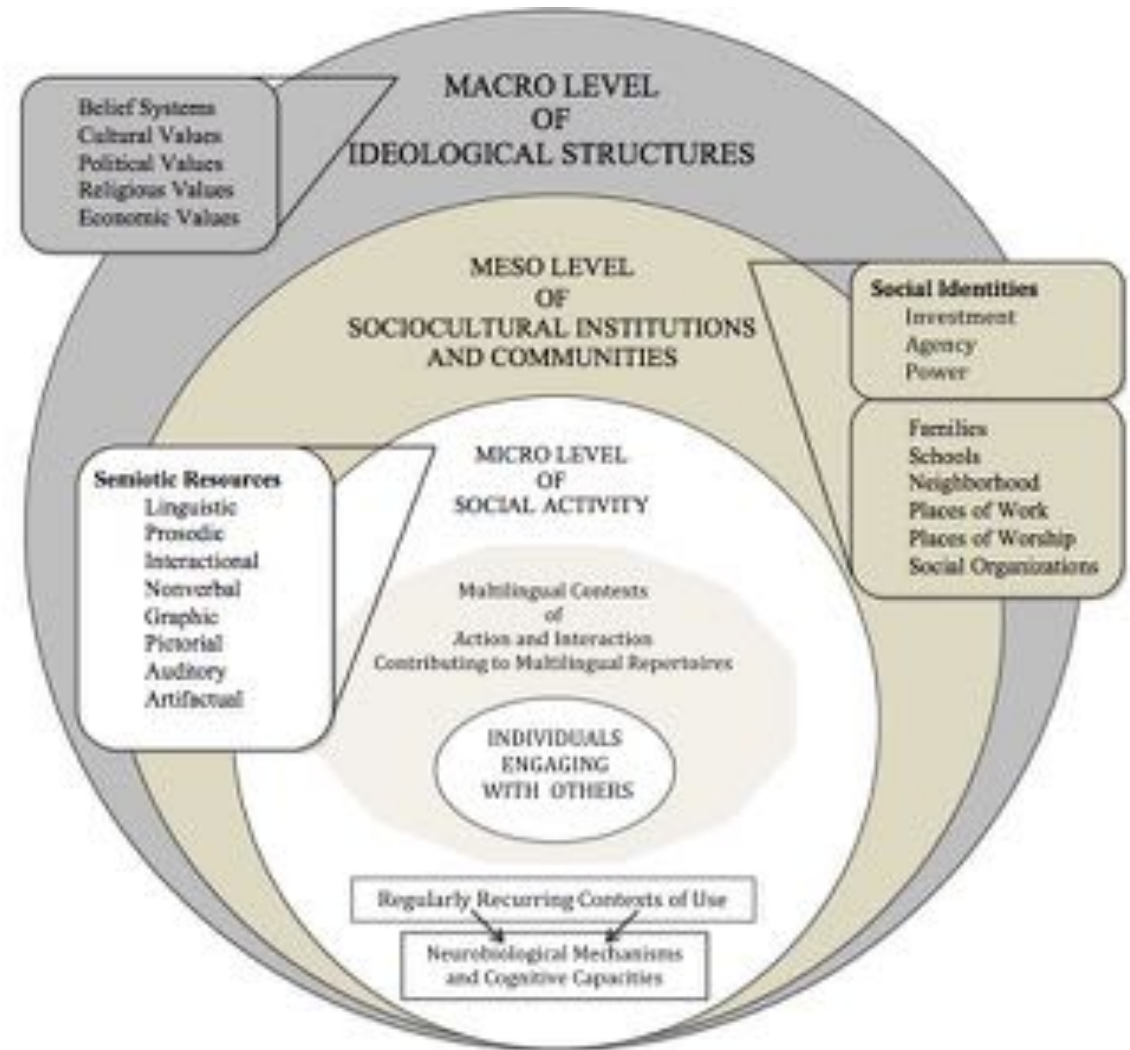 MACRO LEVEL
OF
IDEOLOGICAL STRUCTURES
Belief Systems
Cultural Values
Political Values
Religious Values
Economic Values
MESO LEVEL
OF
SOCIOCULTURAL INSTITUTIONS
AND COMMUNITIES
Social Identities
Investment
Agency
Power
Families
Schools
Neighborhood
Places of Work
Places of Worship
Social Organizations
MICRO LEVEL
OF
SOCIAL ACTIVITY
Semiotic Resources
Linguistic
Prosodic
Interactional
Nonverbal
Graphic
Pictorial
Auditory
Artifactual
Multilingual Contexts
of
Action and Interaction
Contributing to Multilingual Repertoires
INDIVIDUALS
ENGAGING
WITH OTHERS
Regularly Recurring Contexts of Use
Neurobiological Mechanisms
and Cognitive Capacities